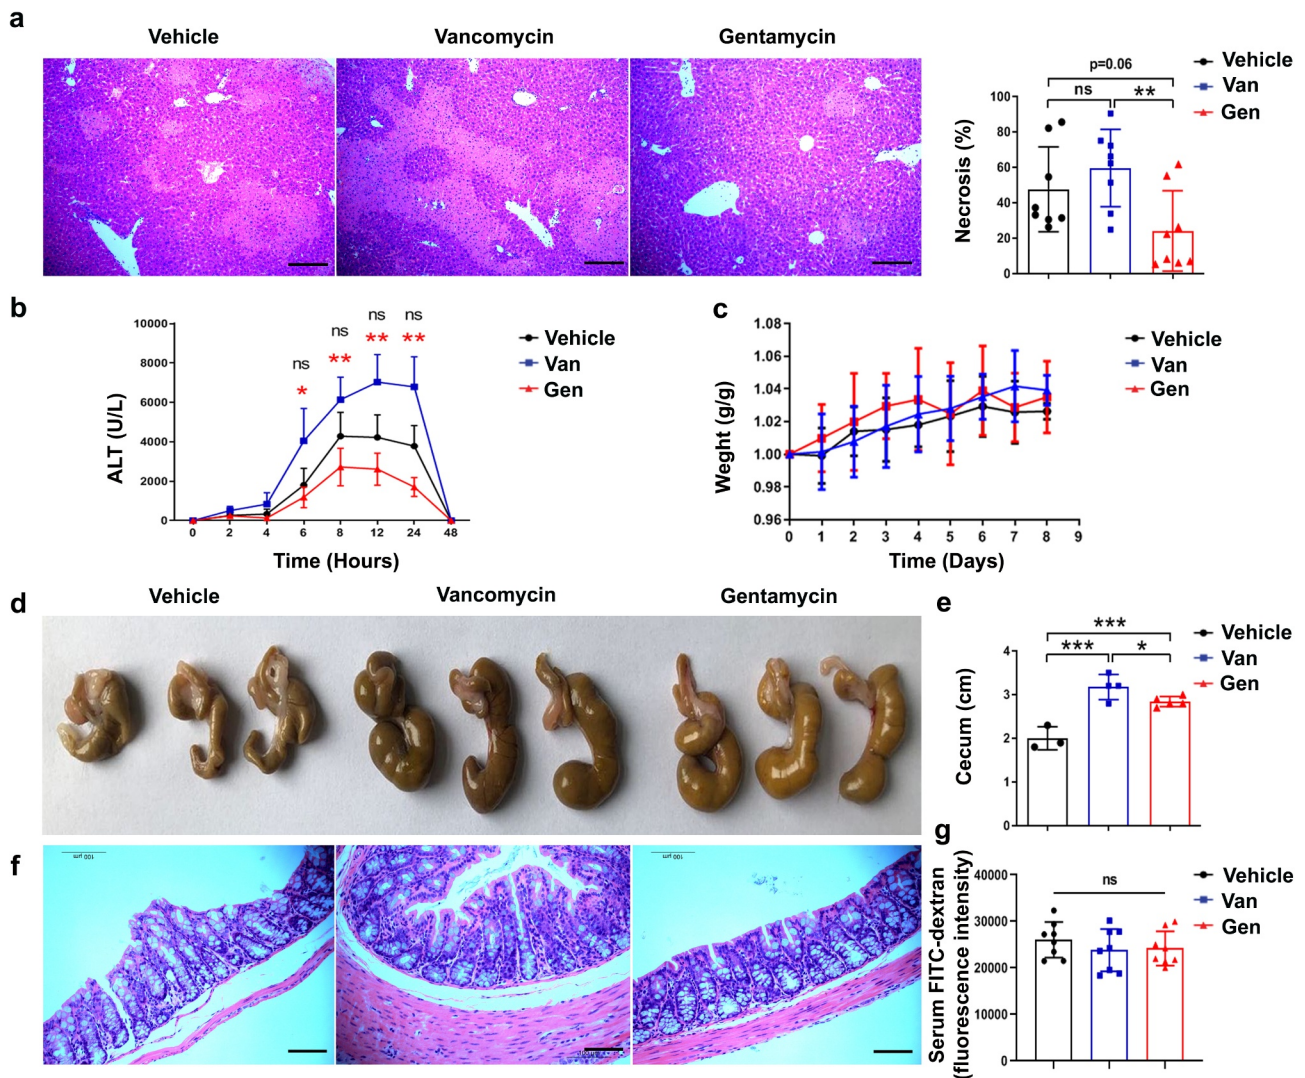 a
Vehicle
Vancomycin
Gentamycin
p=0.06
ns
**
Vehicle
Van
Gen
Necrosis (%)
100
80
60
40
20
0
b
ns
ns
ns
ns
*
**
**
**
ALT (U/L)
10000
8000
6000
4000
2000
0
0 2 4 6 8 12 24 48
Time (Hours)
Vehicle
Van
Gen
c
Weght (g/g)
1.08
1.06
1.04
1.02
1.00
0.98
0.96
0 1 2 3 4 5 6 7 8 9
Time (Days)
Vehicle
Van
Gen
d
Vehicle
Vancomycin
Gentamycin
e
***
***
*
Cecum (cm)
4
3
2
1
0
Vehicle
Van
Gen
f
100 µm
100 µm
g
ns
Serum FITC-dextran
(fluorescence intensity)
40000
30000
20000
10000
0
Vehicle
Van
Gen